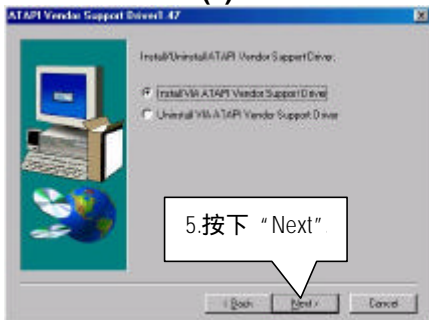 ATAPI Vendor Support Driver1.47
Install/Uninstall ATAPI Vendor Support Driver.
Install VIA ATAPI Vendor Support Driver
Uninstall VIA ATAPI Vendor Support Driver
5.按下 “Next”
< Back
Next >
Cancel